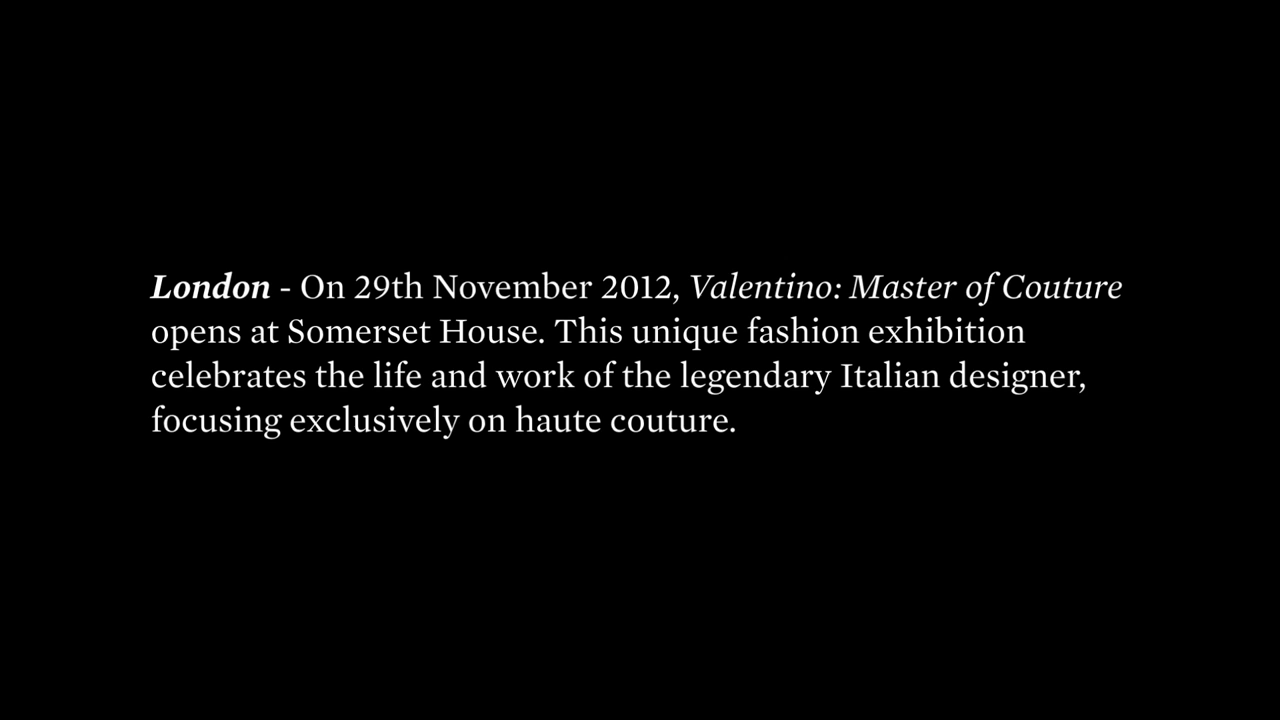 London - On 29th November 2012, Valentino: Master of Couture
opens at Somerset House. This unique fashion exhibition
celebrates the life and work of the legendary Italian designer,
focusing exclusively on haute couture.